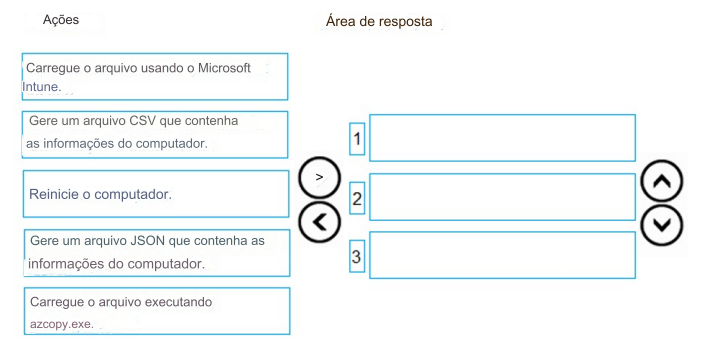 Ações
Área de resposta
Carregue o arquivo usando o Microsoft
Intune.
Gere um arquivo CSV que contenha
as informações do computador.
Reinicie o computador.
Gere um arquivo JSON que contenha as
informações do computador.
Carregue o arquivo executando
azcopy.exe.
>
1
2
3